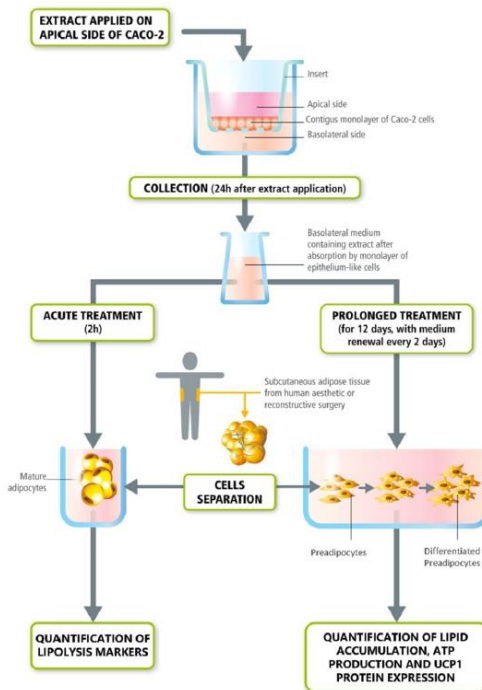 EXTRACT APPLIED ON
APICAL SIDE OF CACO-2
Insert
Apical side
Contigus monolayer of Caco-2 cells
Basolateral side
COLLECTION (24h after extract application)
Basolateral medium
containing extract after
absorption by monolayer of
epithelium-like cells
ACUTE TREATMENT
(2h)
PROLONGED TREATMENT
(for 12 days, with medium
renewal every 2 days)
Subcutaneous adipose tissue
from human aesthetic or
reconstructive surgery
Mature
adipocytes
CELLS
SEPARATION
Preadipocytes
Differentiated
Preadipocytes
QUANTIFICATION OF
LIPOLYSIS MARKERS
QUANTIFICATION OF LIPID
ACCUMULATION, ATP
PRODUCTION AND UCP1
PROTEIN EXPRESSION